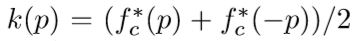 k(p) = (f_c^*(p) + f_c^*(-p))/2